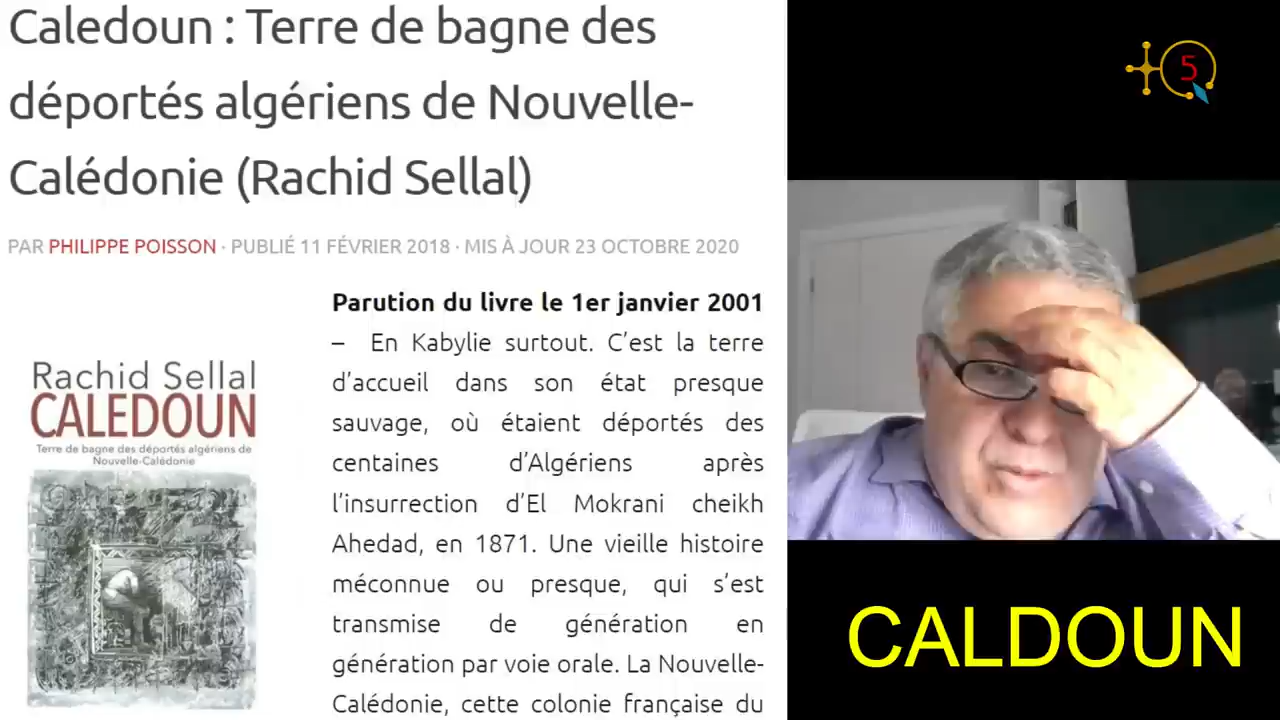 Caledoun : Terre de bagne des
déportés algériens de Nouvelle-
Calédonie (Rachid Sellal)
PAR PHILIPPE POISSON · PUBLIÉ 11 FÉVRIER 2018 · MIS À JOUR 23 OCTOBRE 2020
Rachid Sellal
CALEDOUN
Terre de bagne des déportés algériens de
Nouvelle-Calédonie
Parution du livre le 1er janvier 2001
– En Kabylie surtout. C’est la terre
d’accueil dans son état presque
sauvage, où étaient déportés des
centaines d’Algériens après
l’insurrection d’El Mokrani cheikh
Ahedad, en 1871. Une vieille histoire
méconnue ou presque, qui s’est
transmise de génération en
génération par voie orale. La Nouvelle-
Calédonie, cette colonie française du
5
CALDOUN